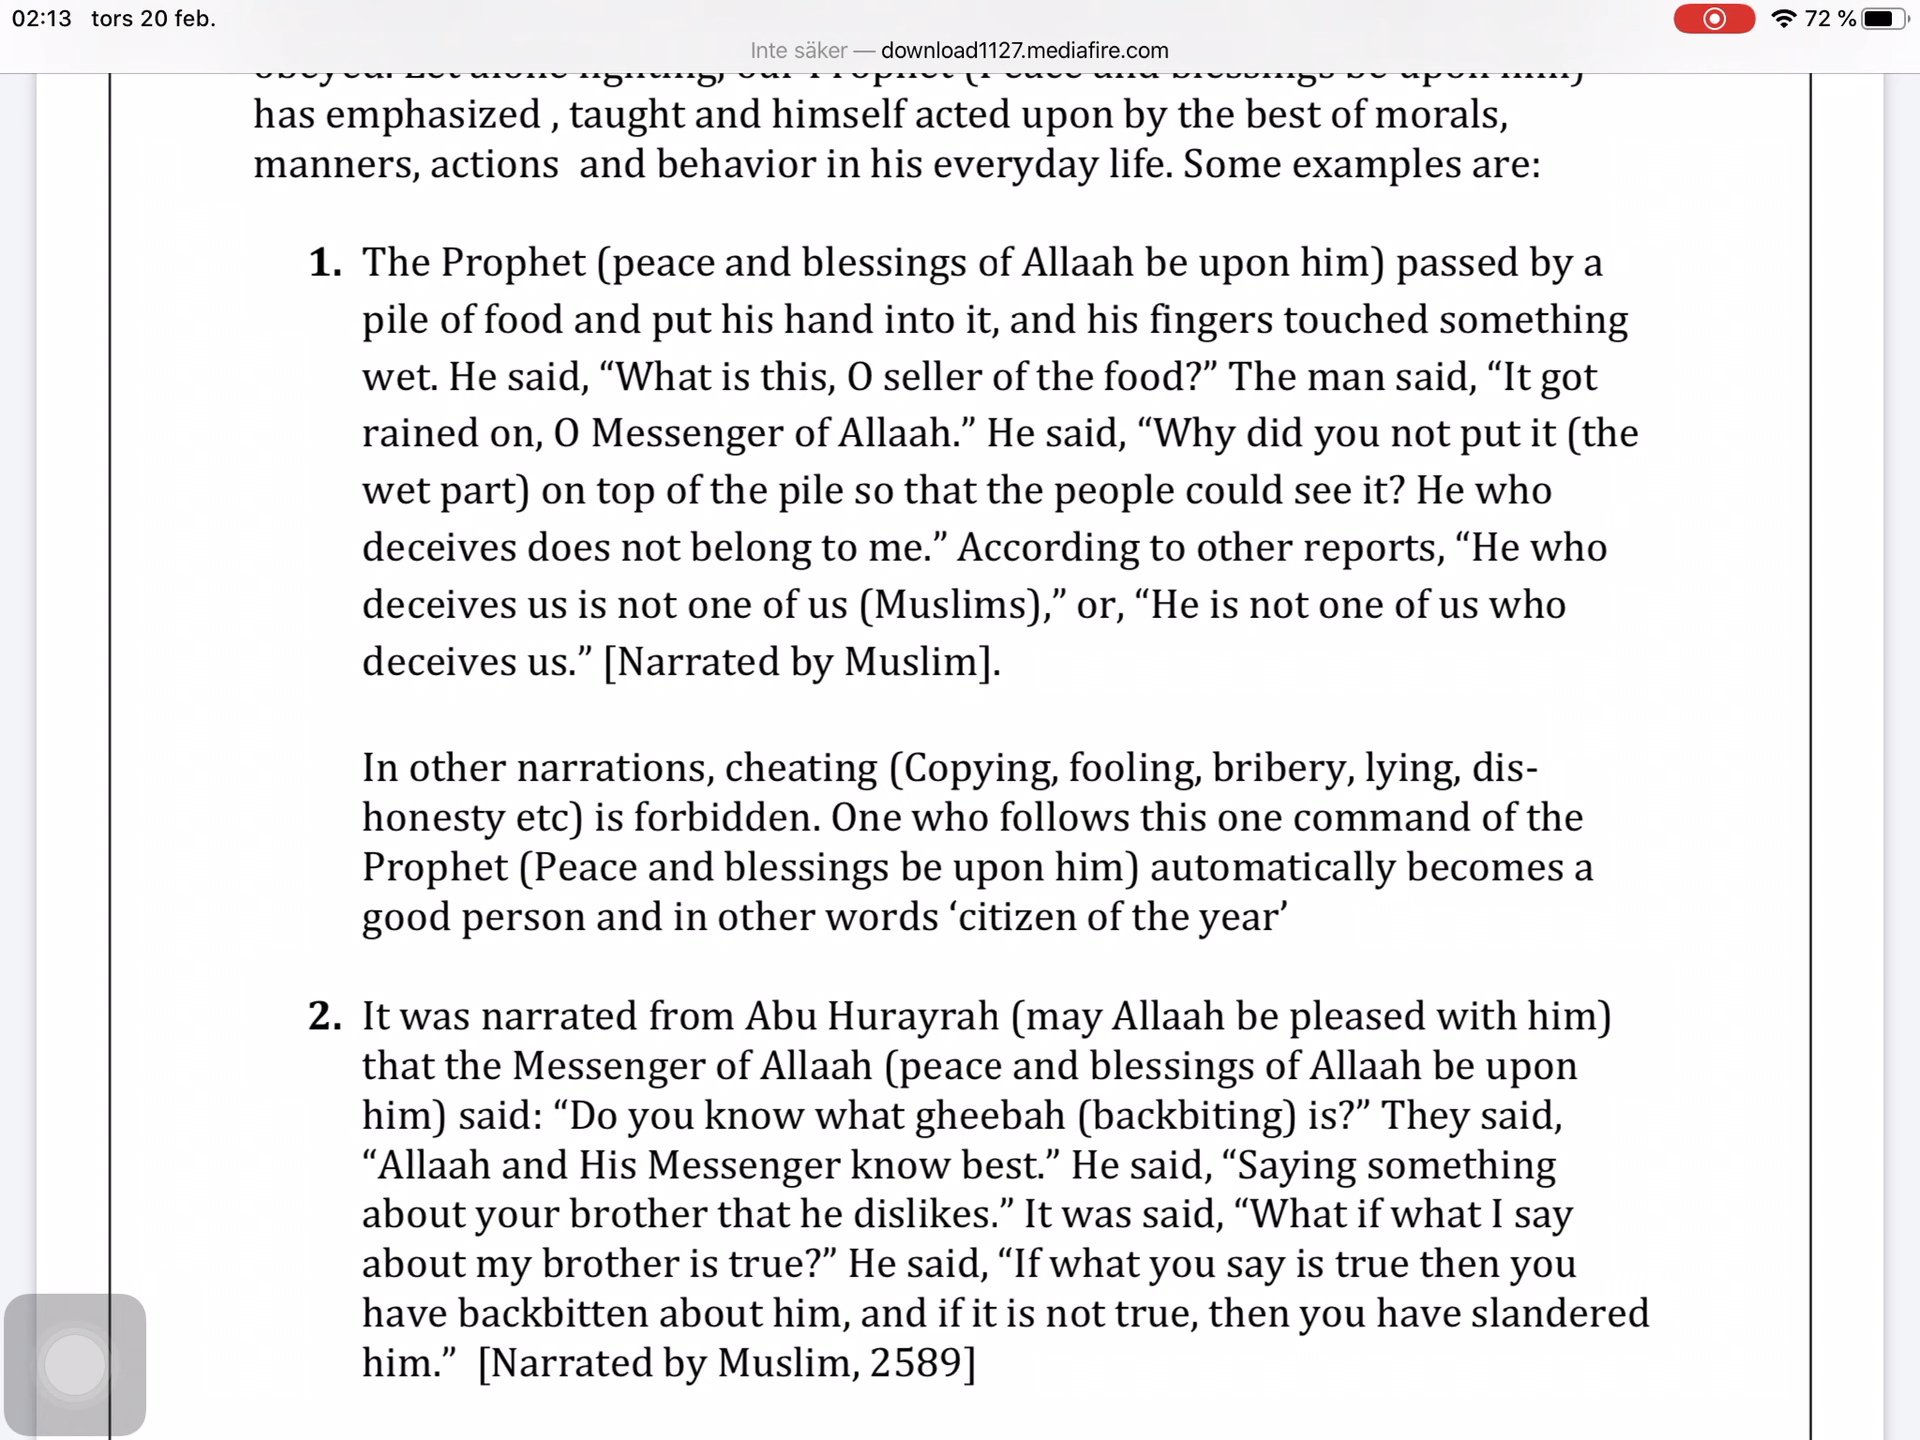 02:13 tors 20 feb.
72 %
Inte säker — download1127.mediafire.com
obeyed. Let alone fighting, our Prophet (Peace and blessings be upon him)
has emphasized , taught and himself acted upon by the best of morals,
manners, actions  and behavior in his everyday life. Some examples are:
1. The Prophet (peace and blessings of Allaah be upon him) passed by a
pile of food and put his hand into it, and his fingers touched something
wet. He said, “What is this, O seller of the food?” The man said, “It got
rained on, O Messenger of Allaah.” He said, “Why did you not put it (the
wet part) on top of the pile so that the people could see it? He who
deceives does not belong to me.” According to other reports, “He who
deceives us is not one of us (Muslims),” or, “He is not one of us who
deceives us.” [Narrated by Muslim].
In other narrations, cheating (Copying, fooling, bribery, lying, dis-
honesty etc) is forbidden. One who follows this one command of the
Prophet (Peace and blessings be upon him) automatically becomes a
good person and in other words ‘citizen of the year’
2. It was narrated from Abu Hurayrah (may Allaah be pleased with him)
that the Messenger of Allaah (peace and blessings of Allaah be upon
him) said: “Do you know what gheebah (backbiting) is?” They said,
“Allaah and His Messenger know best.” He said, “Saying something
about your brother that he dislikes.” It was said, “What if what I say
about my brother is true?” He said, “If what you say is true then you
have backbitten about him, and if it is not true, then you have slandered
him.”  [Narrated by Muslim, 2589]